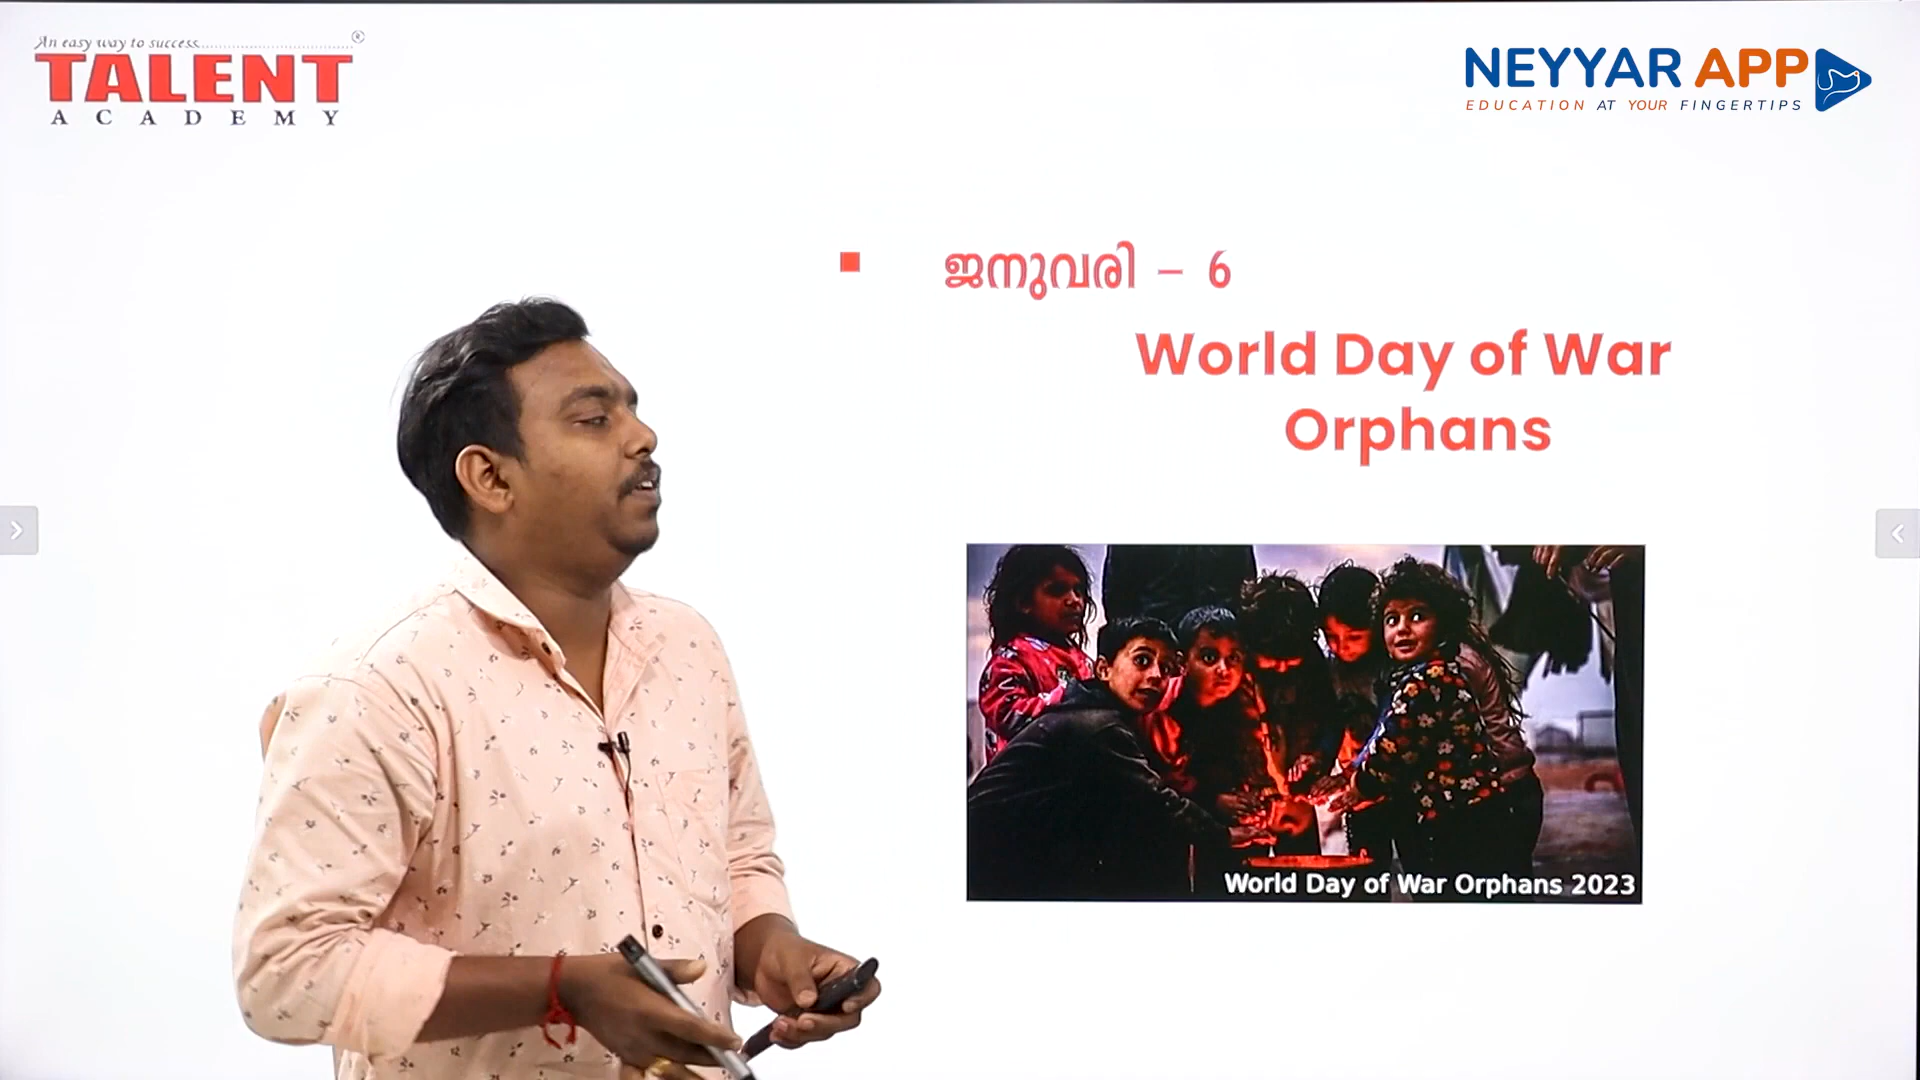 An easy way to success
TALENT
ACADEMY
NEYYAR APP
EDUCATION AT YOUR FINGERTIPS
ജനുവരി - 6
World Day of War
Orphans
World Day of War Orphans 2023